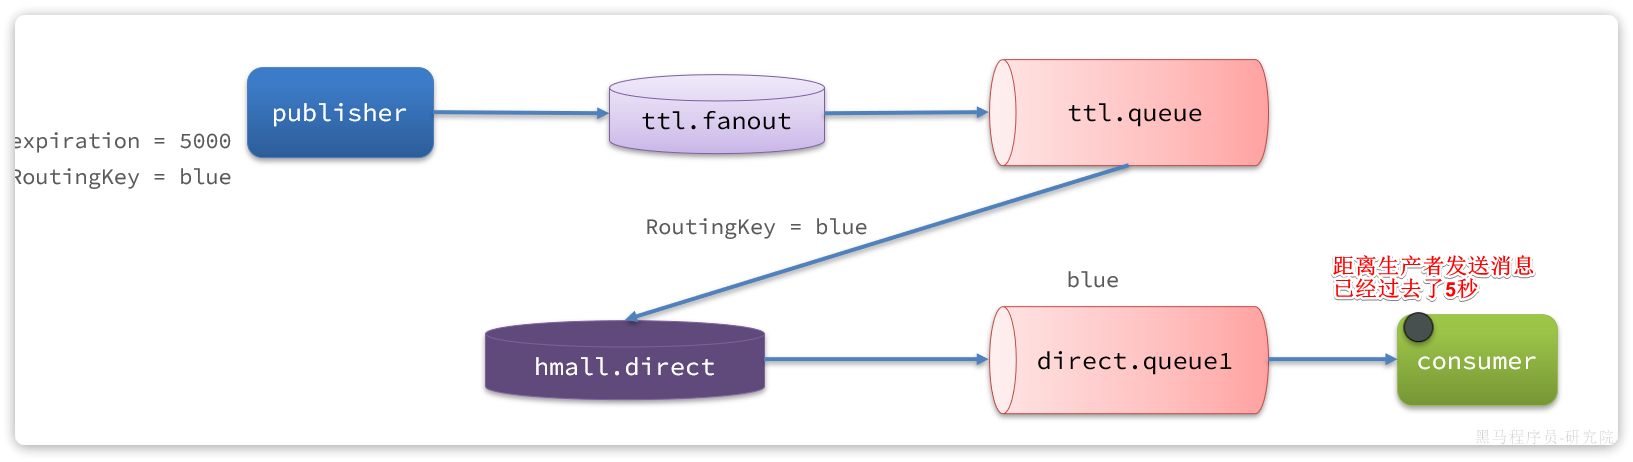 publisher
ttl.fanout
ttl.queue
expiration = 5000
RoutingKey = blue
RoutingKey = blue
blue
距离生产者发送消息
已经过去了5秒
hmall.direct
direct.queue1
consumer
黑马程序员-研究院